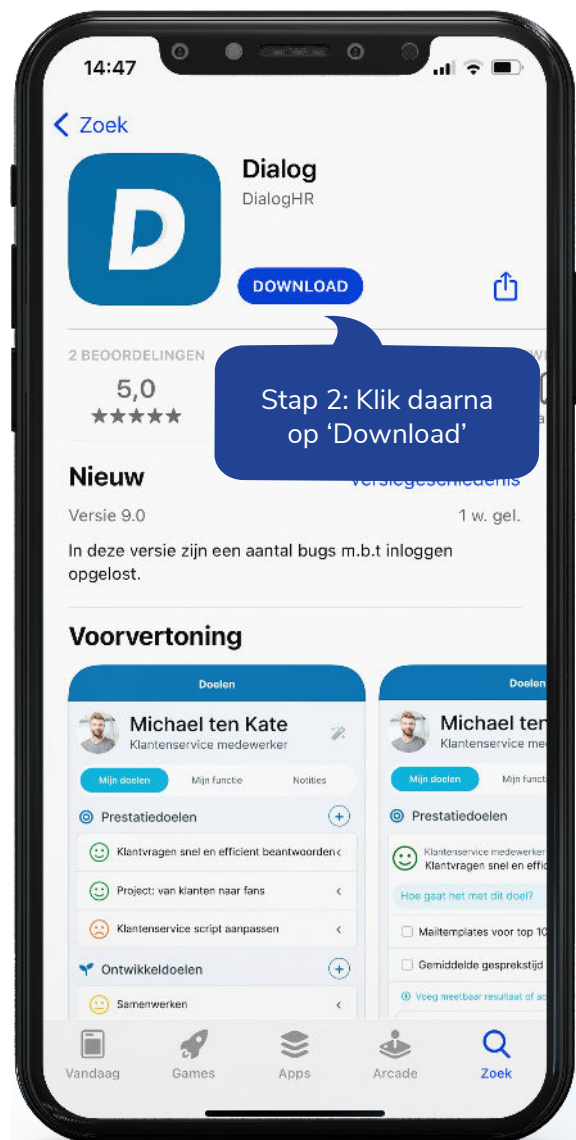 14:47
Zoek
Dialog
DialogHR
DOWNLOAD
2 BEOORDELINGEN
5,0
★★★★★
Stap 2: Klik daarna
op ‘Download’
Nieuw
Versiegeschiedenis
Versie 9.0
1 w. gel.
In deze versie zijn een aantal bugs m.b.t inloggen
opgelost.
Voorvertoning
Doelen
Michael ten Kate
Klantenservice medewerker
Mijn doelen Mijn functie Notities
Prestatiedoelen
Klantvragen snel en efficient beantwoorden
Project: van klanten naar fans
Klantenservice script aanpassen
Ontwikkeldoelen
Samenwerken
Doelen
Michael ten
Klantenservice me
Mijn doelen Mijn funct
Prestatiedoelen
Klantenservice medewerker
Klantvragen snel en effic
Hoe gaat het met dit doel?
Mailtemplates voor top 10
Gemiddelde gesprekstijd
Voeg meetbaar resultaat of ac
Vandaag Games Apps Arcade Zoek